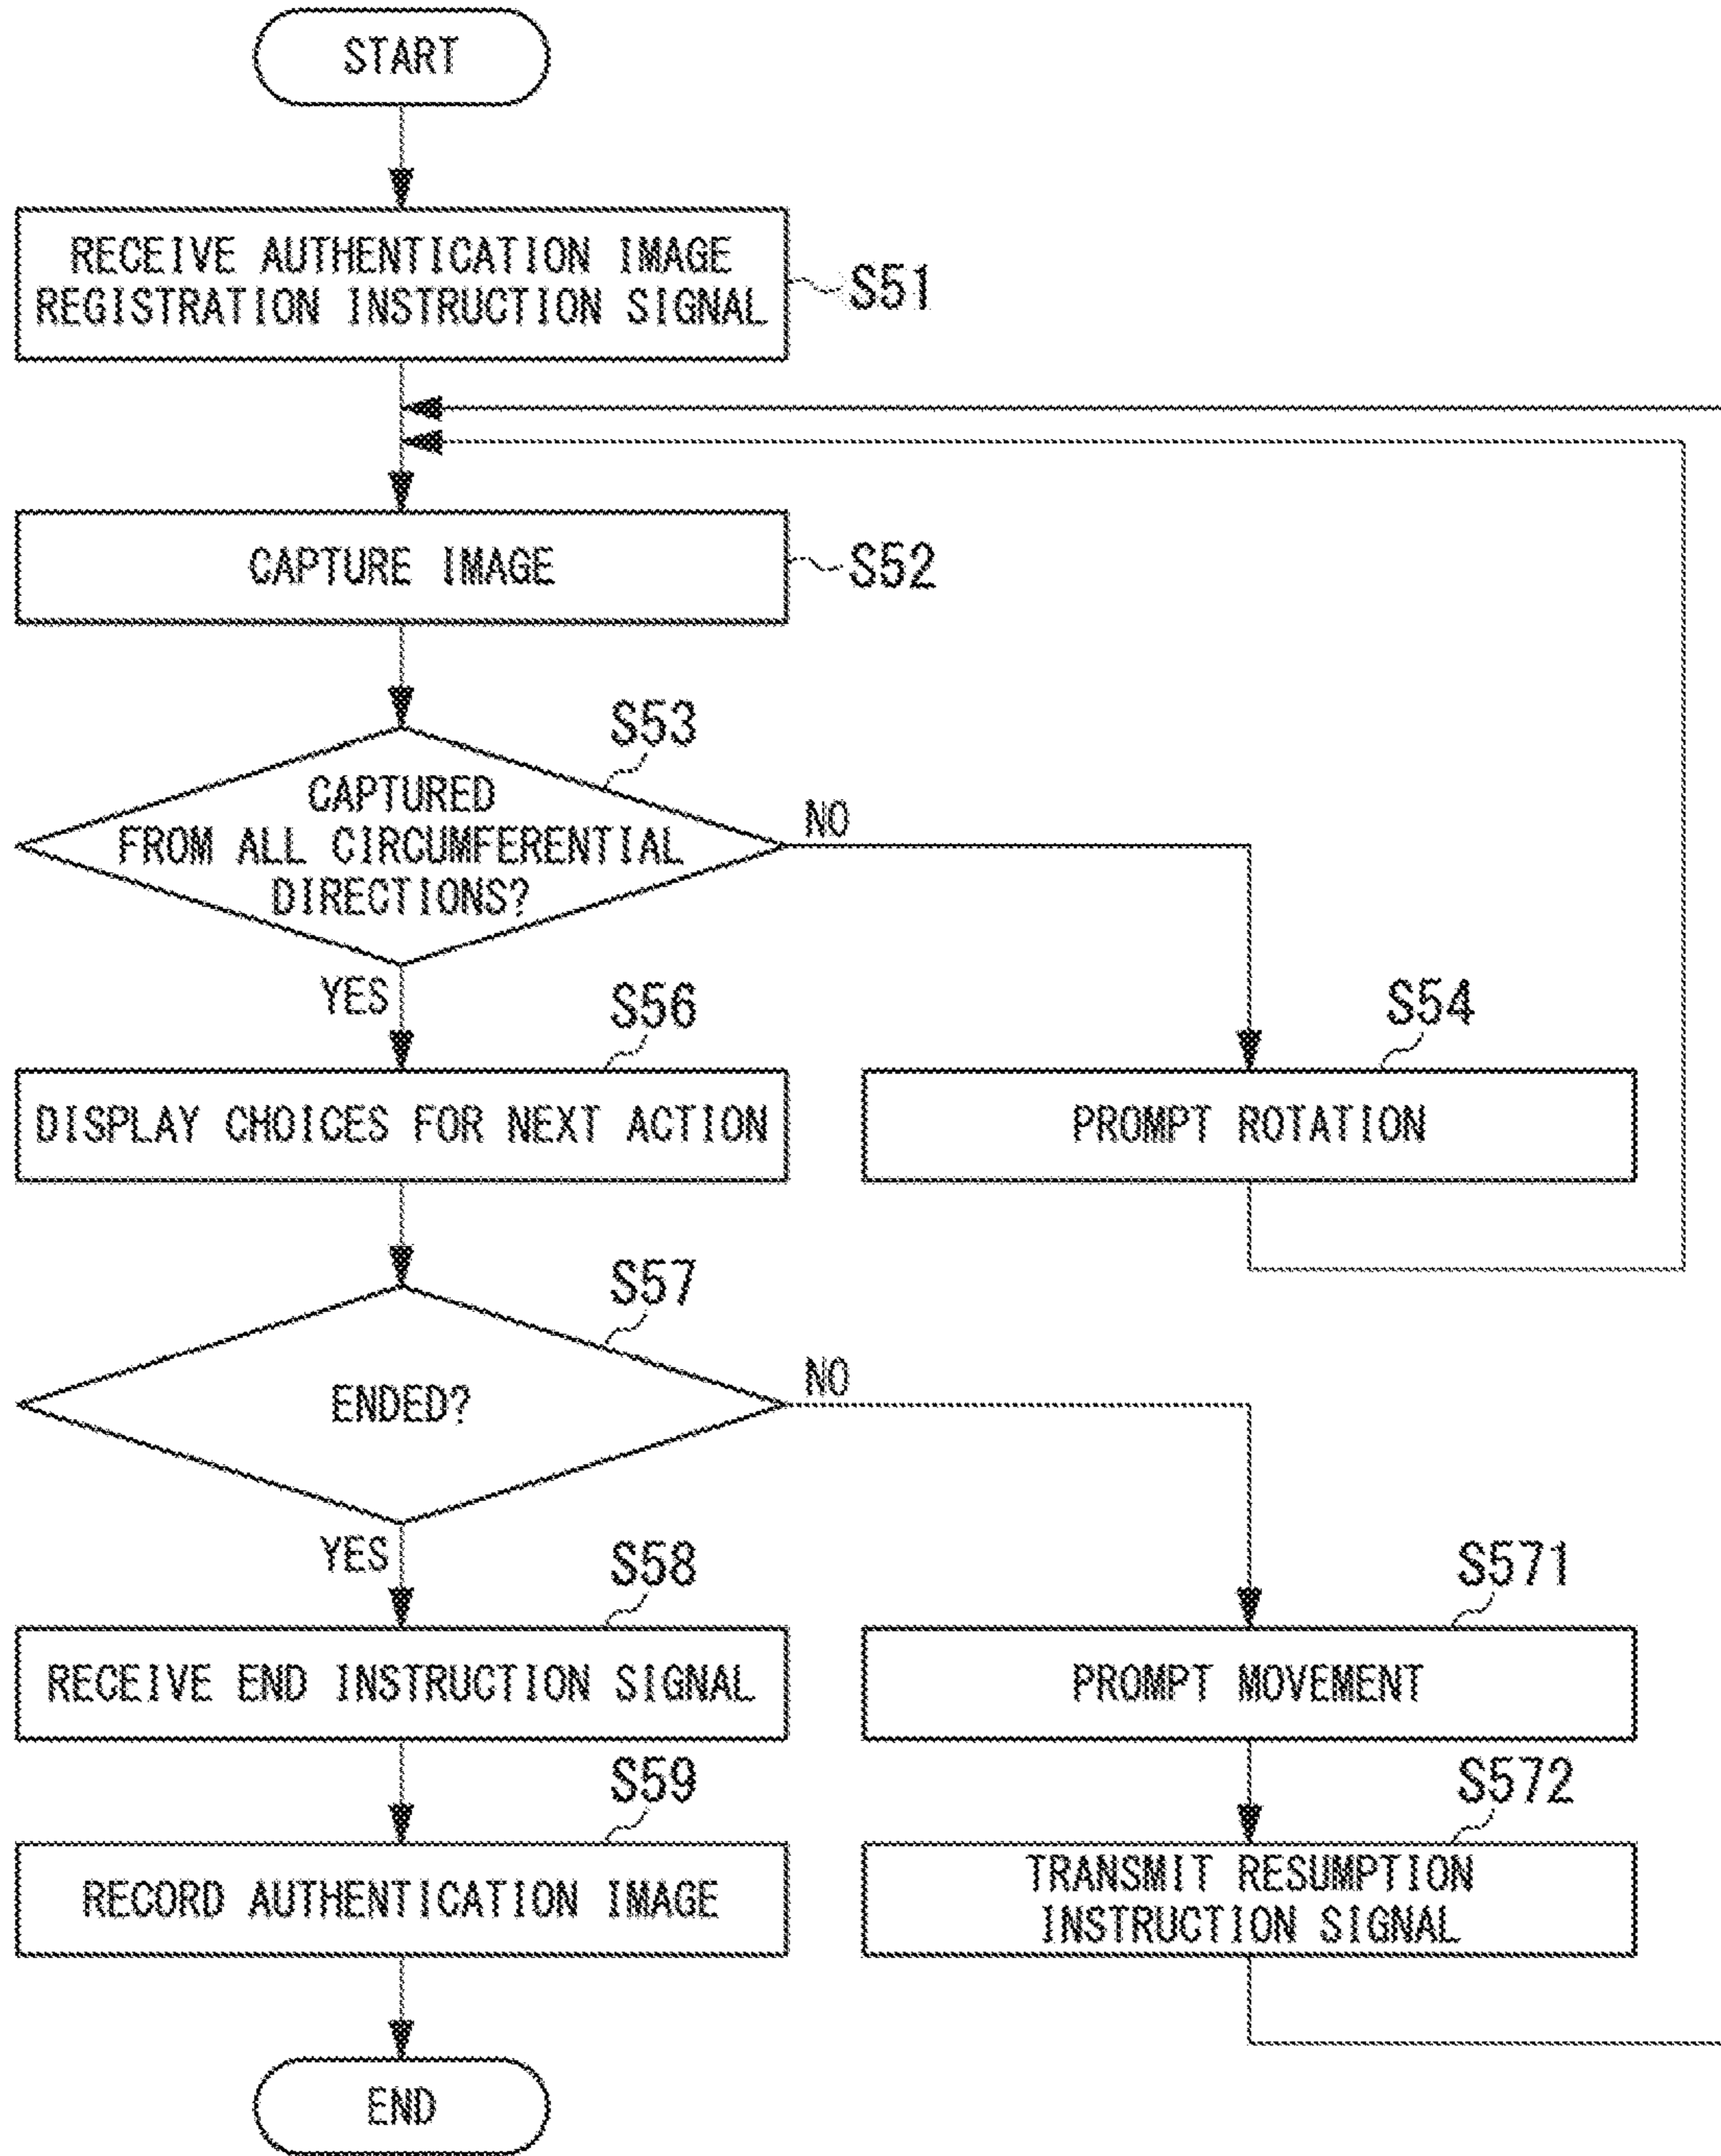 START
RECEIVE AUTHENTICATION IMAGE
REGISTRATION INSTRUCTION SIGNAL
S51
CAPTURE IMAGE
S52
S53
CAPTURED
FROM ALL CIRCUMFERENTIAL
DIRECTIONS?
NO
YES
S56
S54
DISPLAY CHOICES FOR NEXT ACTION
PROMPT ROTATION
S57
ENDED?
NO
YES
S58
S571
RECEIVE END INSTRUCTION SIGNAL
PROMPT MOVEMENT
S59
S572
RECORD AUTHENTICATION IMAGE
TRANSMIT RESUMPTION
INSTRUCTION SIGNAL
END